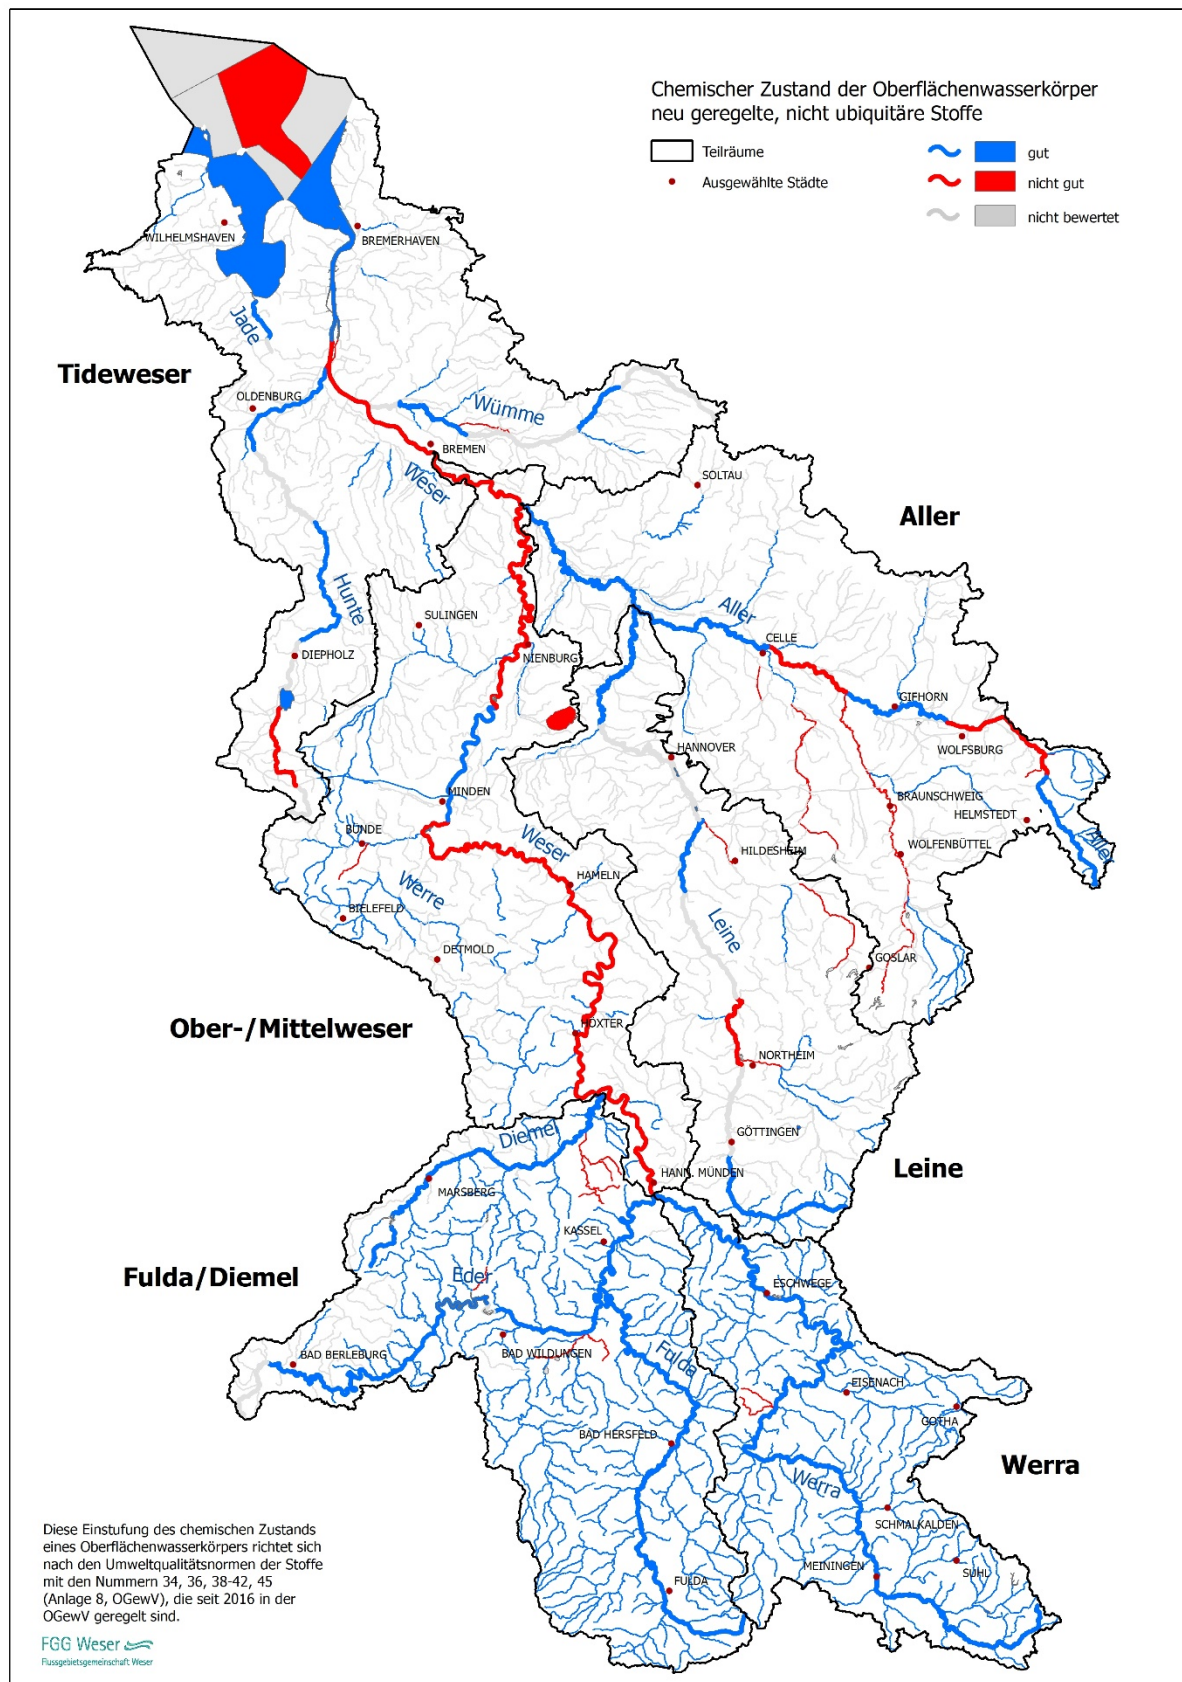 Chemischer Zustand der Oberflächenwasserkörper
neu geregelte, nicht ubiquitäre Stoffe
Teilräume
Ausgewählte Städte
gut
nicht gut
nicht bewertet
WILHELMSHAVEN
BREMERHAVEN
Jade
Tideweser
OLDENBURG
Wümme
BREMEN
Weser
SOLTAU
Aller
Hunte
SULINGEN
Aller
CELLE
DIEPHOLZ
NIENBURG
GIFHORN
HANNOVER
WOLFSBURG
MINDEN
BRAUNSCHWEIG
HELMSTEDT
BÜNDE
Weser
HILDESHEIM
WOLFENBÜTTEL
Aller
Werre
HAMELN
BIELEFELD
Leine
DETMOLD
GOSLAR
Ober-/Mittelweser
HÖXTER
NORTHEIM
Diemel
GÖTTINGEN
HANN. MÜNDEN
Leine
MARSBERG
KASSEL
Fulda/Diemel
Eder
ESCHWEGE
BAD BERLEBURG
BAD WILDUNGEN
Fulda
EISENACH
GOTHA
BAD HERSFELD
Werra
Werra
SCHMALKALDEN
MEININGEN
SUHL
FULDA
Diese Einstufung des chemischen Zustands
eines Oberflächenwasserkörpers richtet sich
nach den Umweltqualitätsnormen der Stoffe
mit den Nummern 34, 36, 38-42, 45
(Anlage 8, OGewV), die seit 2016 in der
OGewV geregelt sind.
FGG Weser
Flussgebietsgemeinschaft Weser